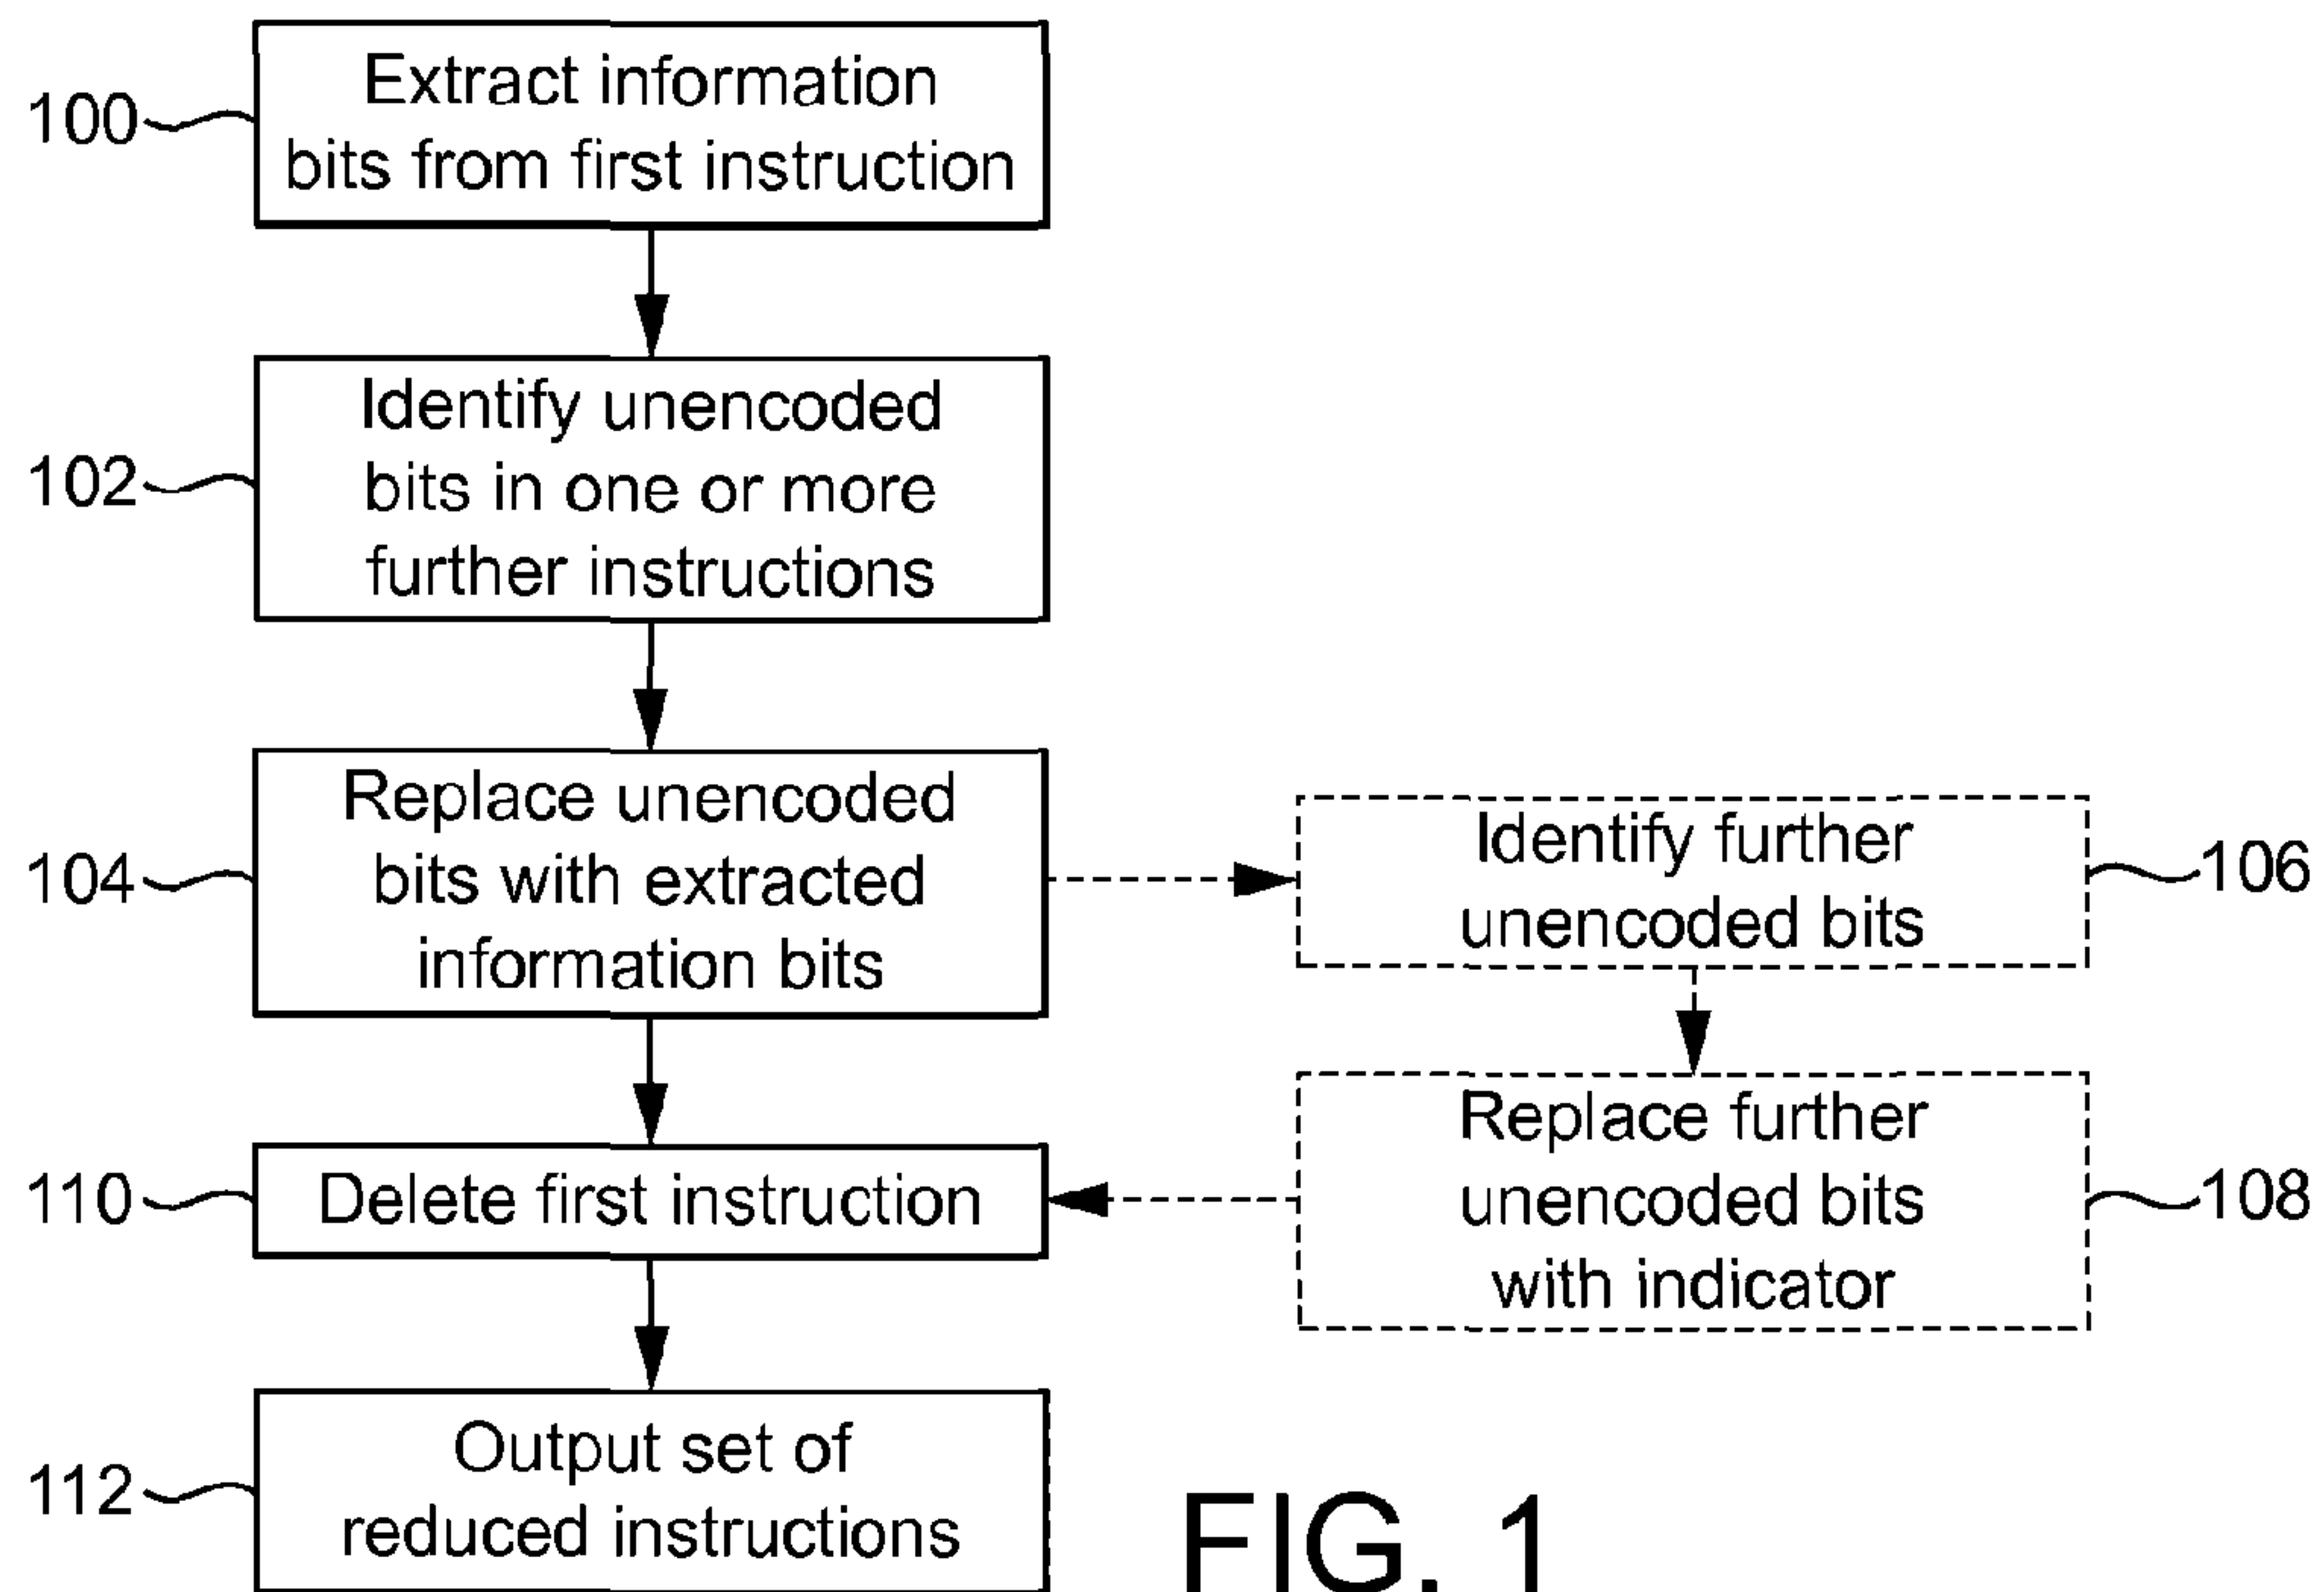 100
Extract information
bits from first instruction
102
Identify unencoded
bits in one or more
further instructions
104
Replace unencoded
bits with extracted
information bits
Identify further
unencoded bits
106
Replace further
unencoded bits
with indicator
108
110
Delete first instruction
112
Output set of
reduced instructions
FIG. 1